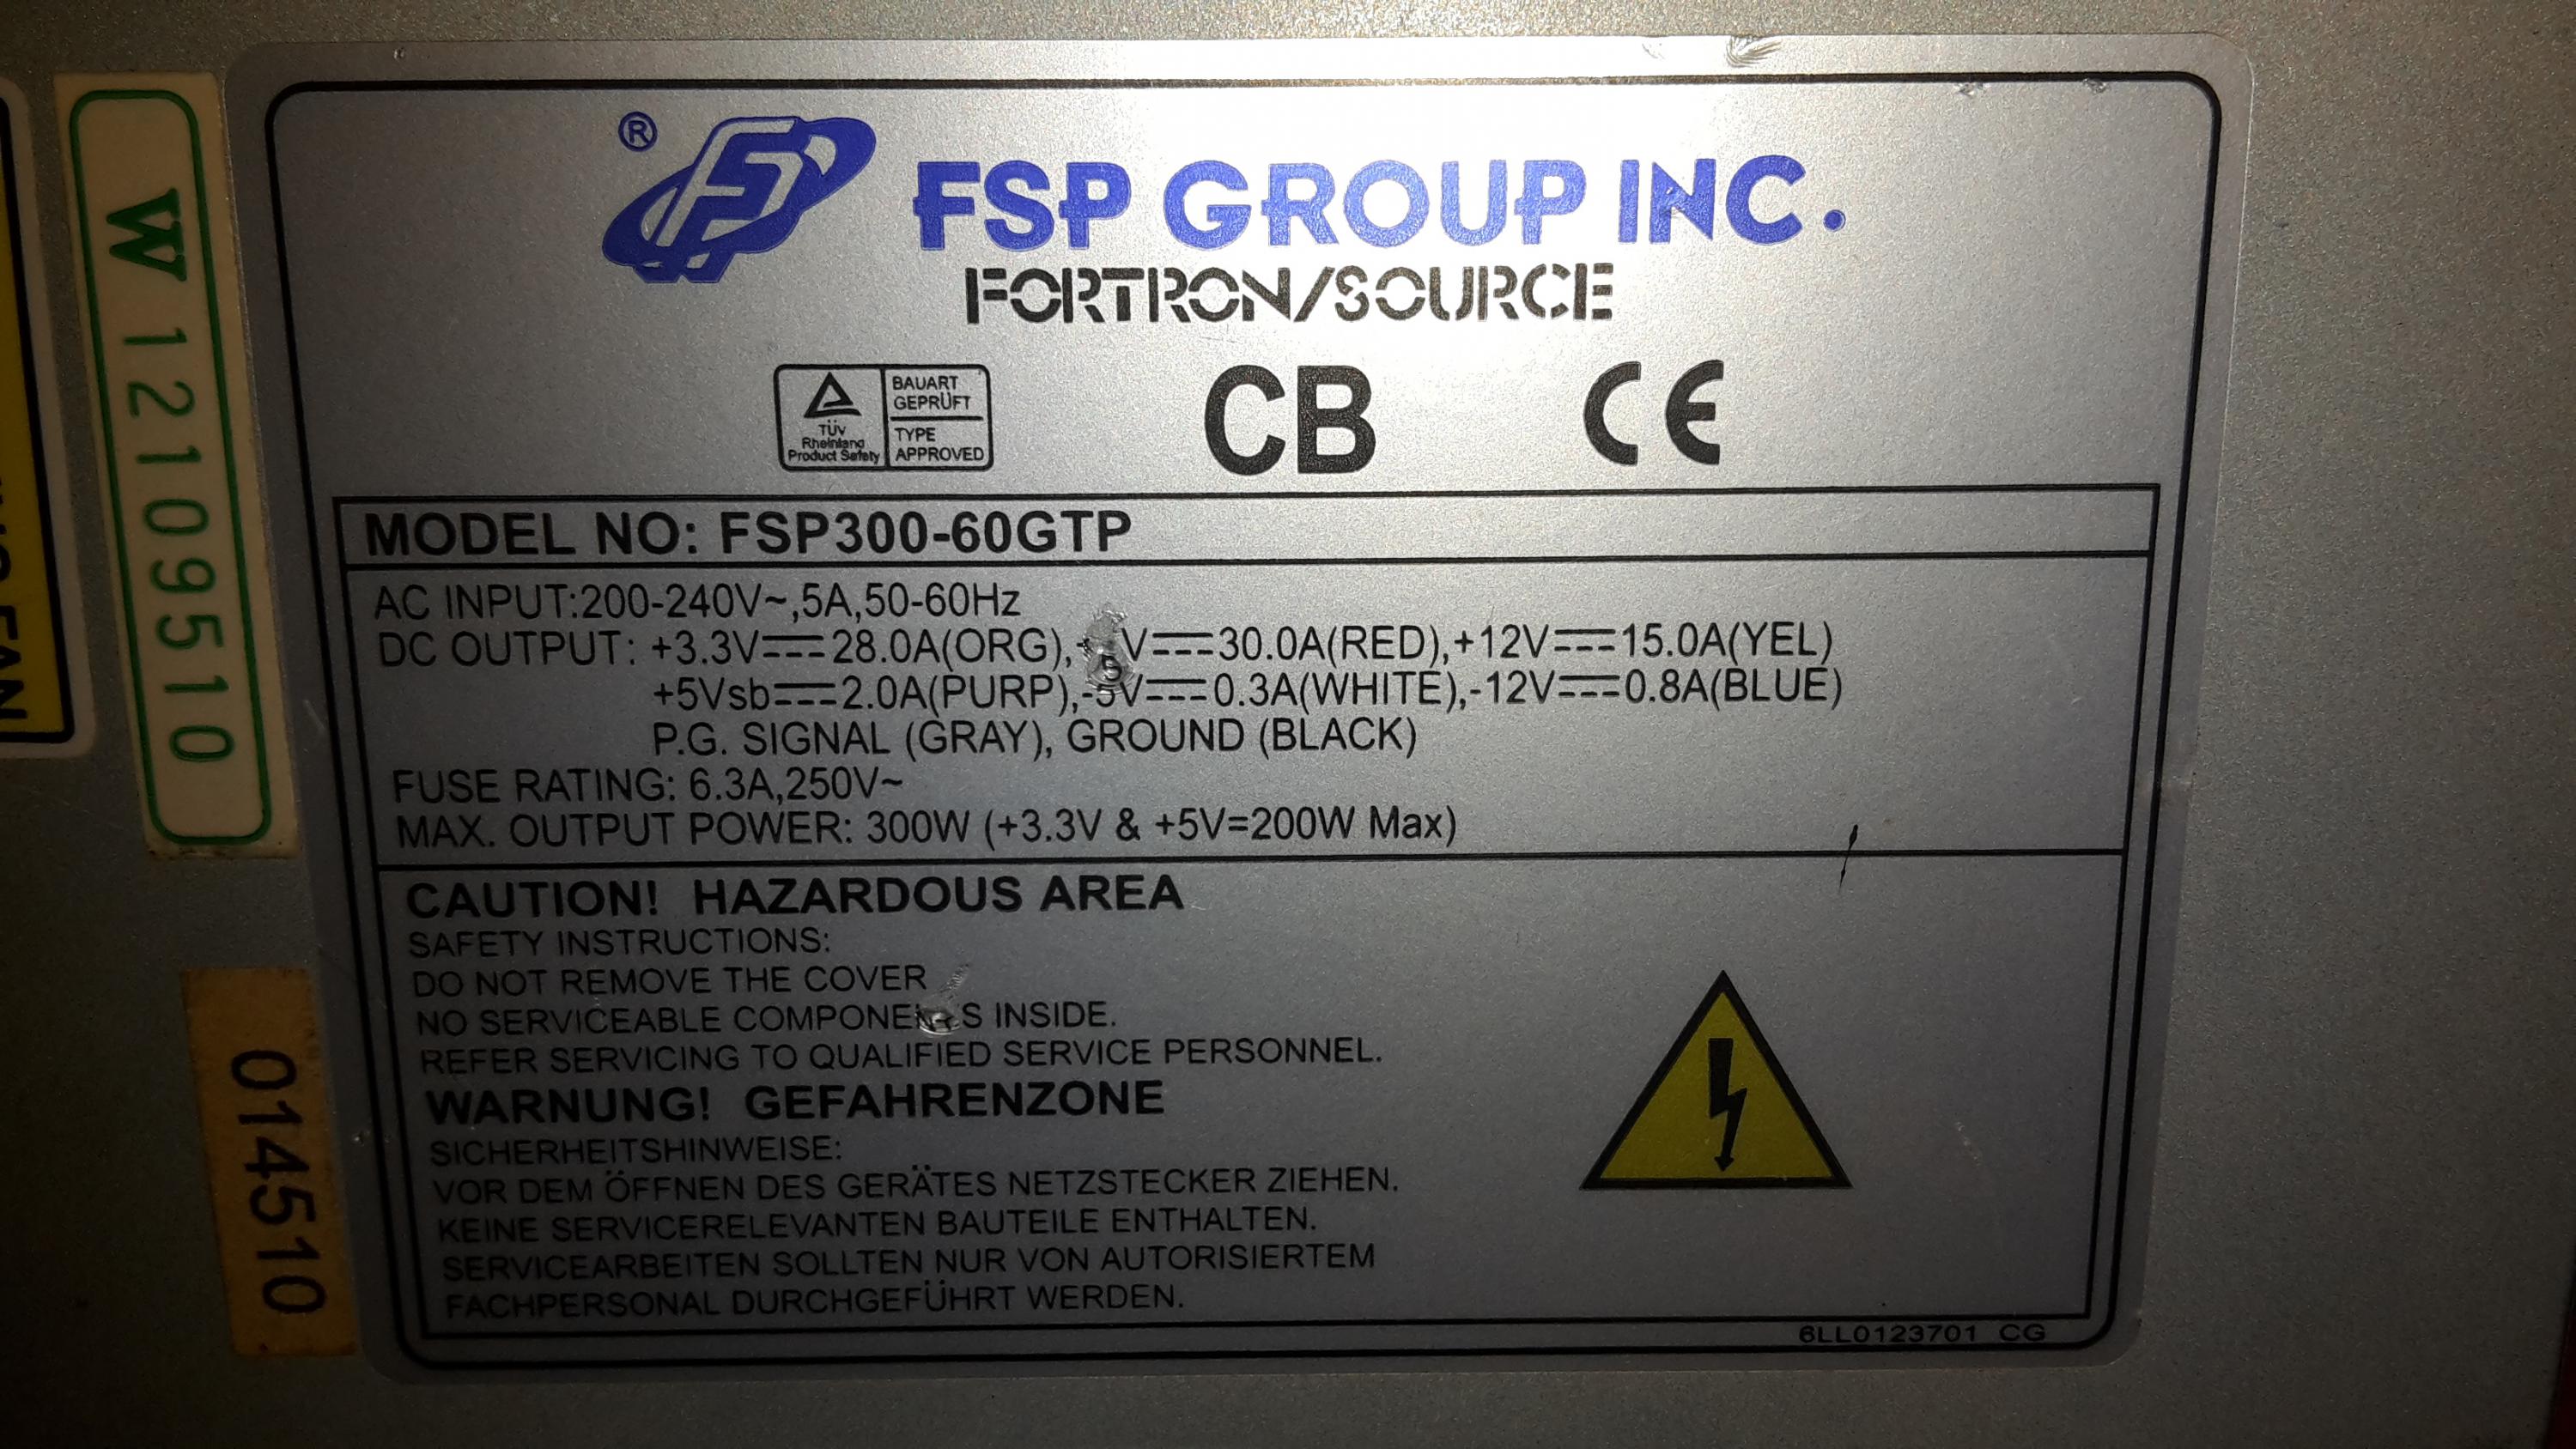 W1210951​0
014510
® FSP GROUP INC.
FORTRON/SOURCE
TÜV
Rheinland
Product Safety
BAUART
GEPRÜFT
TYPE
APPROVED
CB
CE
MODEL NO: FSP300-60GTP
AC INPUT:200-240V~,5A,50-60Hz
DC OUTPUT: +3.3V⎓28.0A(ORG),+5V⎓30.0A(RED),+12V⎓15.0A(YEL)
+5Vsb⎓2.0A(PURP),-5V⎓0.3A(WHITE),-12V⎓0.8A(BLUE)
P.G. SIGNAL (GRAY), GROUND (BLACK)
FUSE RATING: 6.3A,250V~
MAX. OUTPUT POWER: 300W (+3.3V & +5V=200W Max)
CAUTION! HAZARDOUS AREA
SAFETY INSTRUCTIONS:
DO NOT REMOVE THE COVER
NO SERVICEABLE COMPONENTS INSIDE.
REFER SERVICING TO QUALIFIED SERVICE PERSONNEL.
WARNUNG! GEFAHRENZONE
SICHERHEITSHINWEISE:
VOR DEM ÖFFNEN DES GERÄTES NETZSTECKER ZIEHEN.
KEINE SERVICERELEVANTEN BAUTEILE ENTHALTEN.
SERVICEARBEITEN SOLLTEN NUR VON AUTORISIERTEM
FACHPERSONAL DURCHGEFÜHRT WERDEN.
6LL0123701 CG